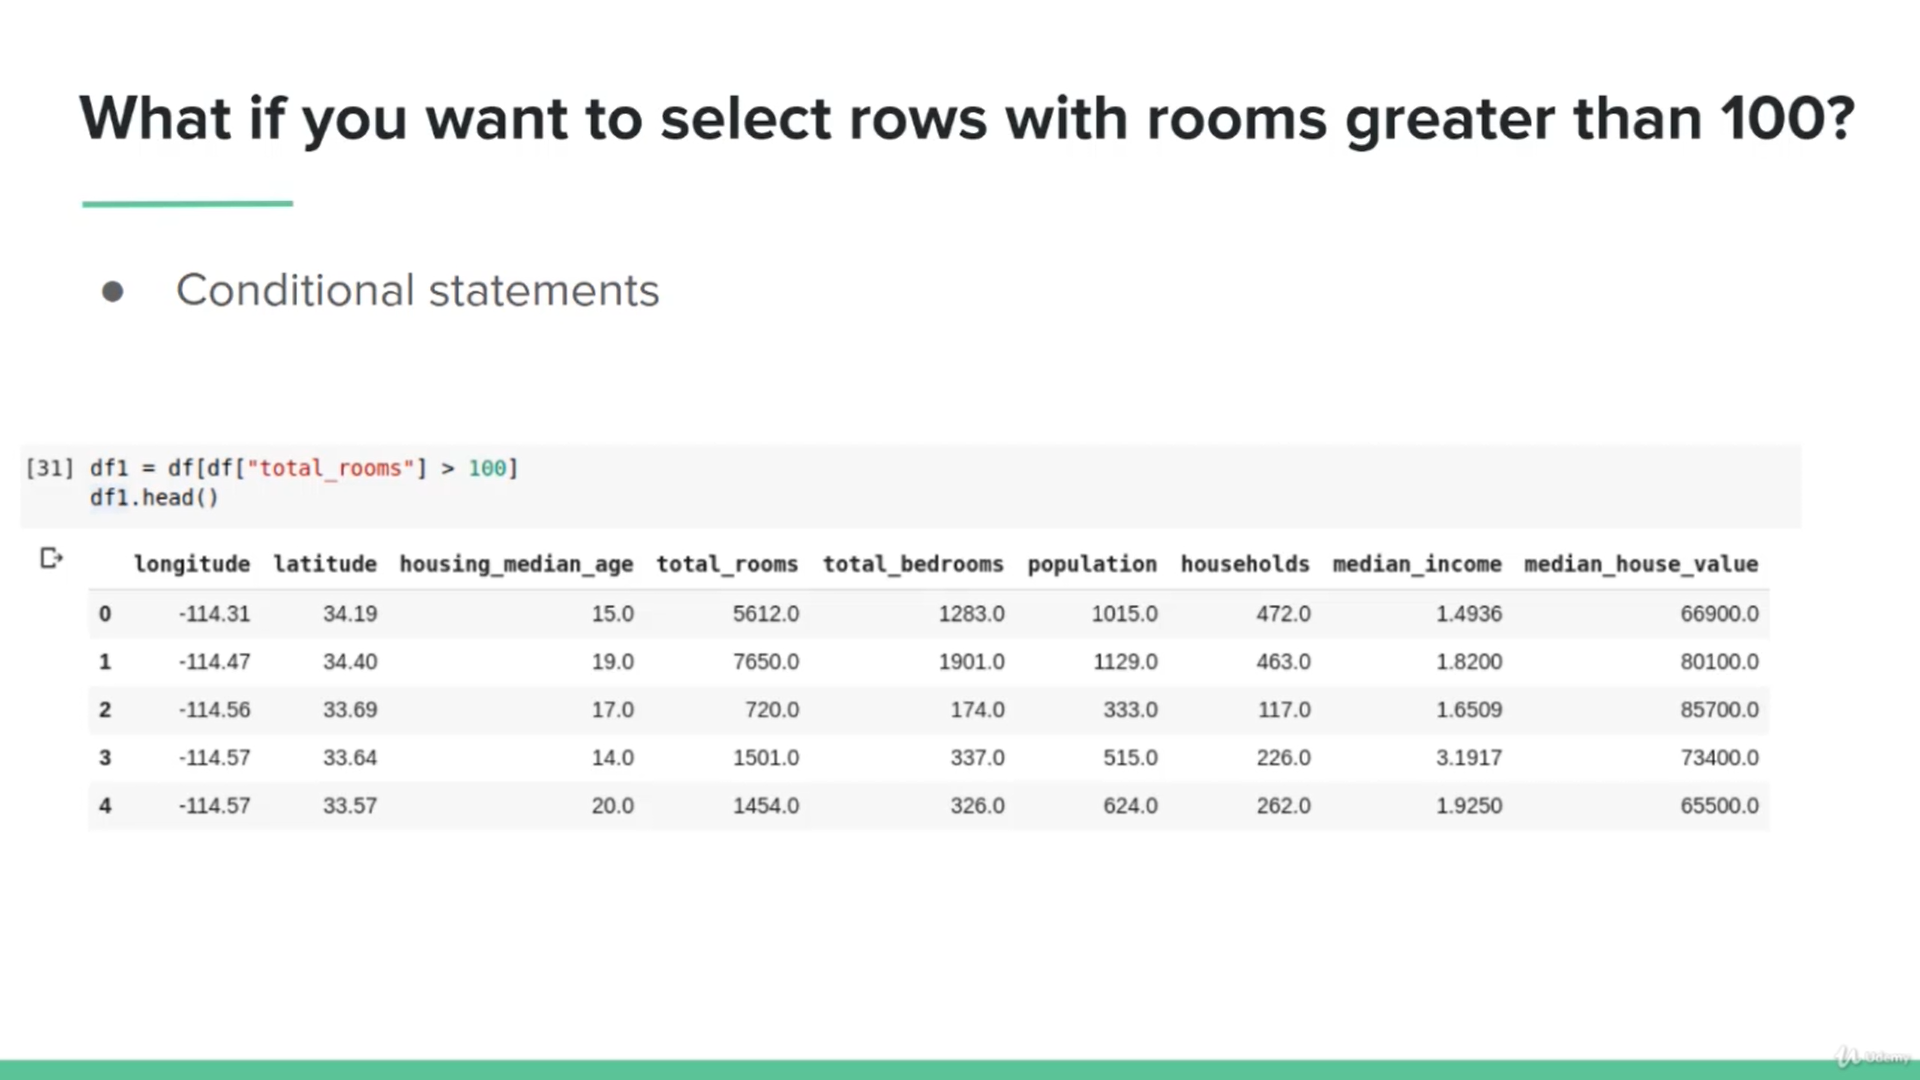 What if you want to select rows with rooms greater than 100?
● Conditional statements
[31] df1 = df[df["total_rooms"] > 100]
df1.head()
longitude latitude housing_median_age total_rooms total_bedrooms population households median_income median_house_value
0 -114.31 34.19 15.0 5612.0 1283.0 1015.0 472.0 1.4936 66900.0
1 -114.47 34.40 19.0 7650.0 1901.0 1129.0 463.0 1.8200 80100.0
2 -114.56 33.69 17.0 720.0 174.0 333.0 117.0 1.6509 85700.0
3 -114.57 33.64 14.0 1501.0 337.0 515.0 226.0 3.1917 73400.0
4 -114.57 33.57 20.0 1454.0 326.0 624.0 262.0 1.9250 65500.0
Udemy